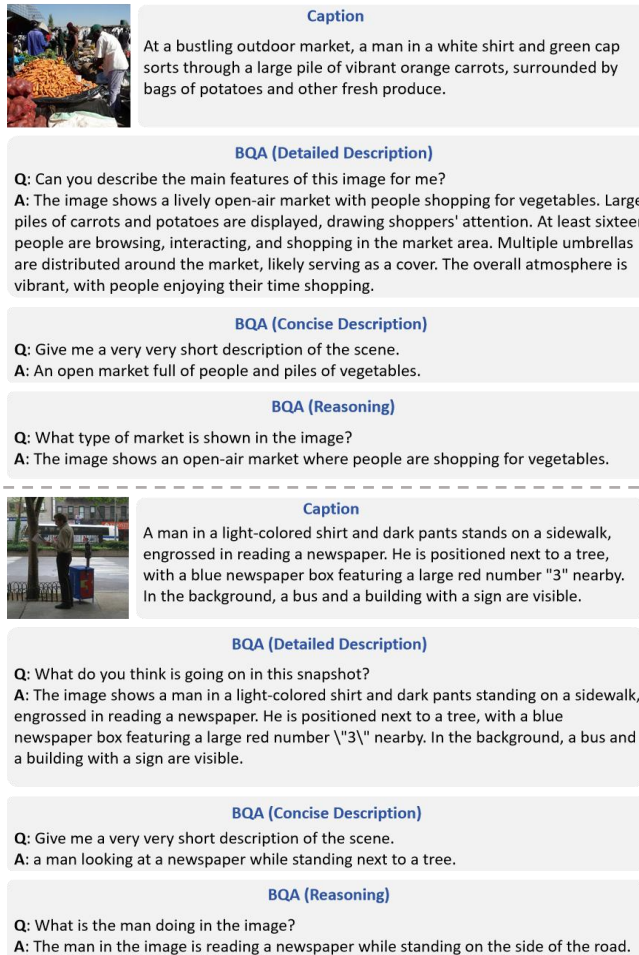 Caption
At a bustling outdoor market, a man in a white shirt and green cap
sorts through a large pile of vibrant orange carrots, surrounded by
bags of potatoes and other fresh produce.
BQA (Detailed Description)
Q: Can you describe the main features of this image for me?
A: The image shows a lively open-air market with people shopping for vegetables. Large
piles of carrots and potatoes are displayed, drawing shoppers' attention. At least sixteen
people are browsing, interacting, and shopping in the market area. Multiple umbrellas
are distributed around the market, likely serving as a cover. The overall atmosphere is
vibrant, with people enjoying their time shopping.
BQA (Concise Description)
Q: Give me a very very short description of the scene.
A: An open market full of people and piles of vegetables.
BQA (Reasoning)
Q: What type of market is shown in the image?
A: The image shows an open-air market where people are shopping for vegetables.
Caption
A man in a light-colored shirt and dark pants stands on a sidewalk,
engrossed in reading a newspaper. He is positioned next to a tree,
with a blue newspaper box featuring a large red number "3" nearby.
In the background, a bus and a building with a sign are visible.
BQA (Detailed Description)
Q: What do you think is going on in this snapshot?
A: The image shows a man in a light-colored shirt and dark pants standing on a sidewalk,
engrossed in reading a newspaper. He is positioned next to a tree, with a blue
newspaper box featuring a large red number \"3\" nearby. In the background, a bus and
a building with a sign are visible.
BQA (Concise Description)
Q: Give me a very very short description of the scene.
A: a man looking at a newspaper while standing next to a tree.
BQA (Reasoning)
Q: What is the man doing in the image?
A: The man in the image is reading a newspaper while standing on the side of the road.